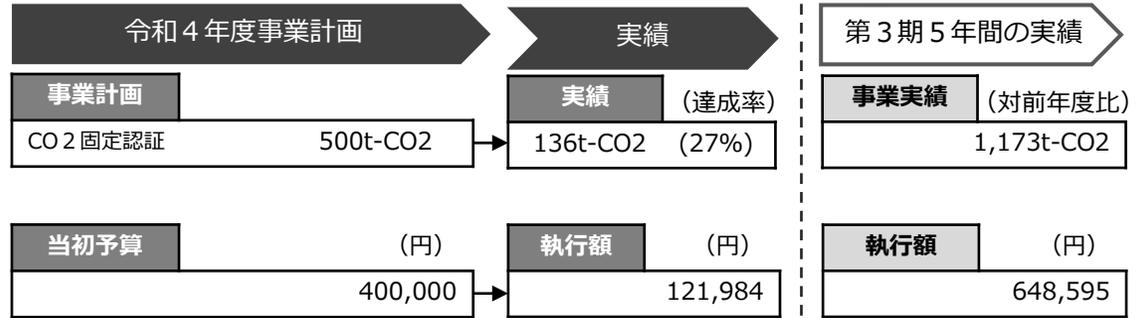 令和４年度事業計画
実績
第３期５年間の実績
事業計画
実績
（達成率）
事業実績
（対前年度比）
CO２固定認証
500t-CO2
136t-CO2
(27%)
1,173t-CO2
当初予算
（円）
執行額
（円）
執行額
（円）
400,000
121,984
648,595